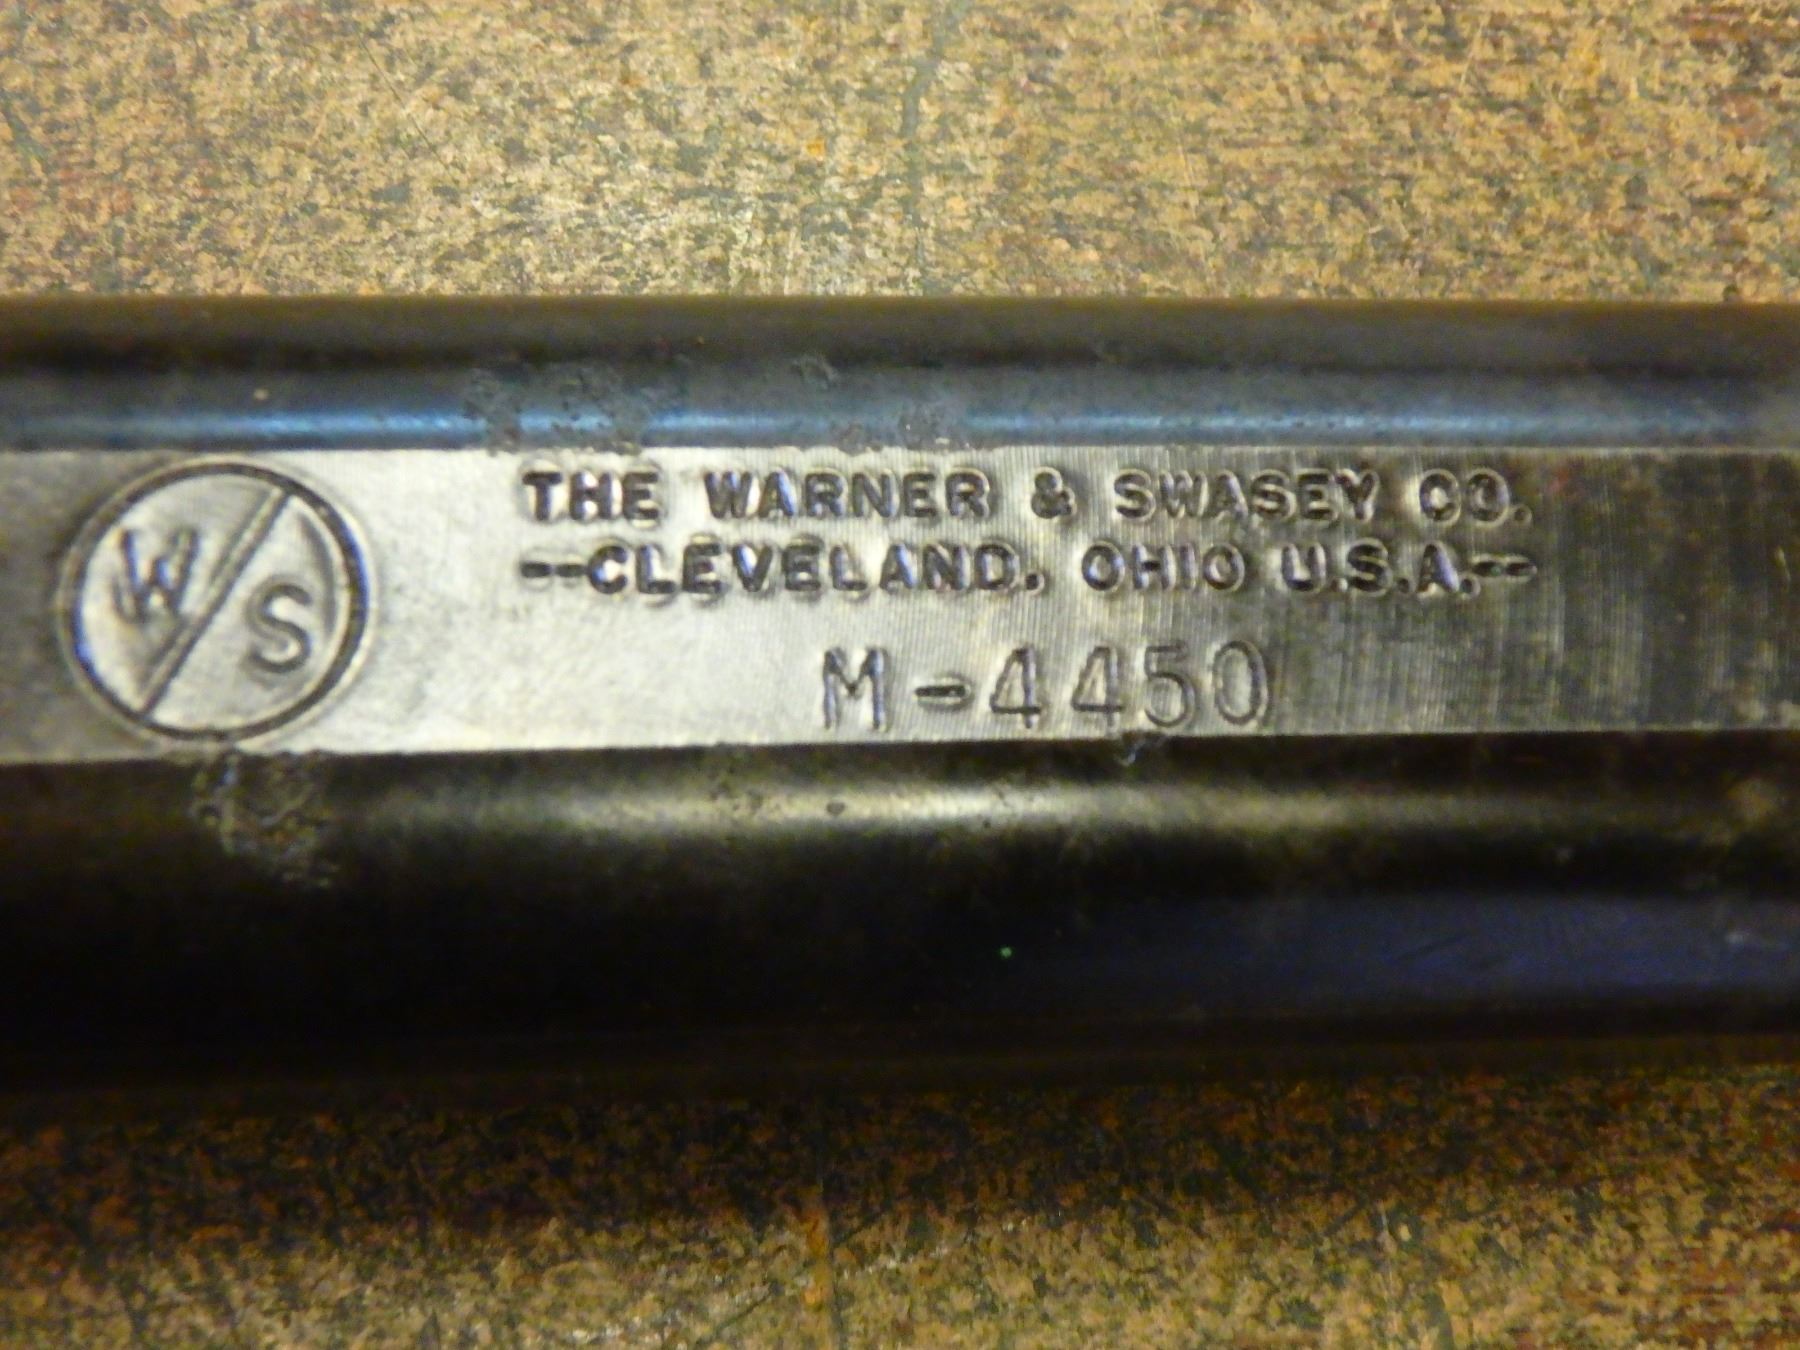 W/S
THE WARNER & SWASEY CO.
--CLEVELAND, OHIO U.S.A.--
M-4450